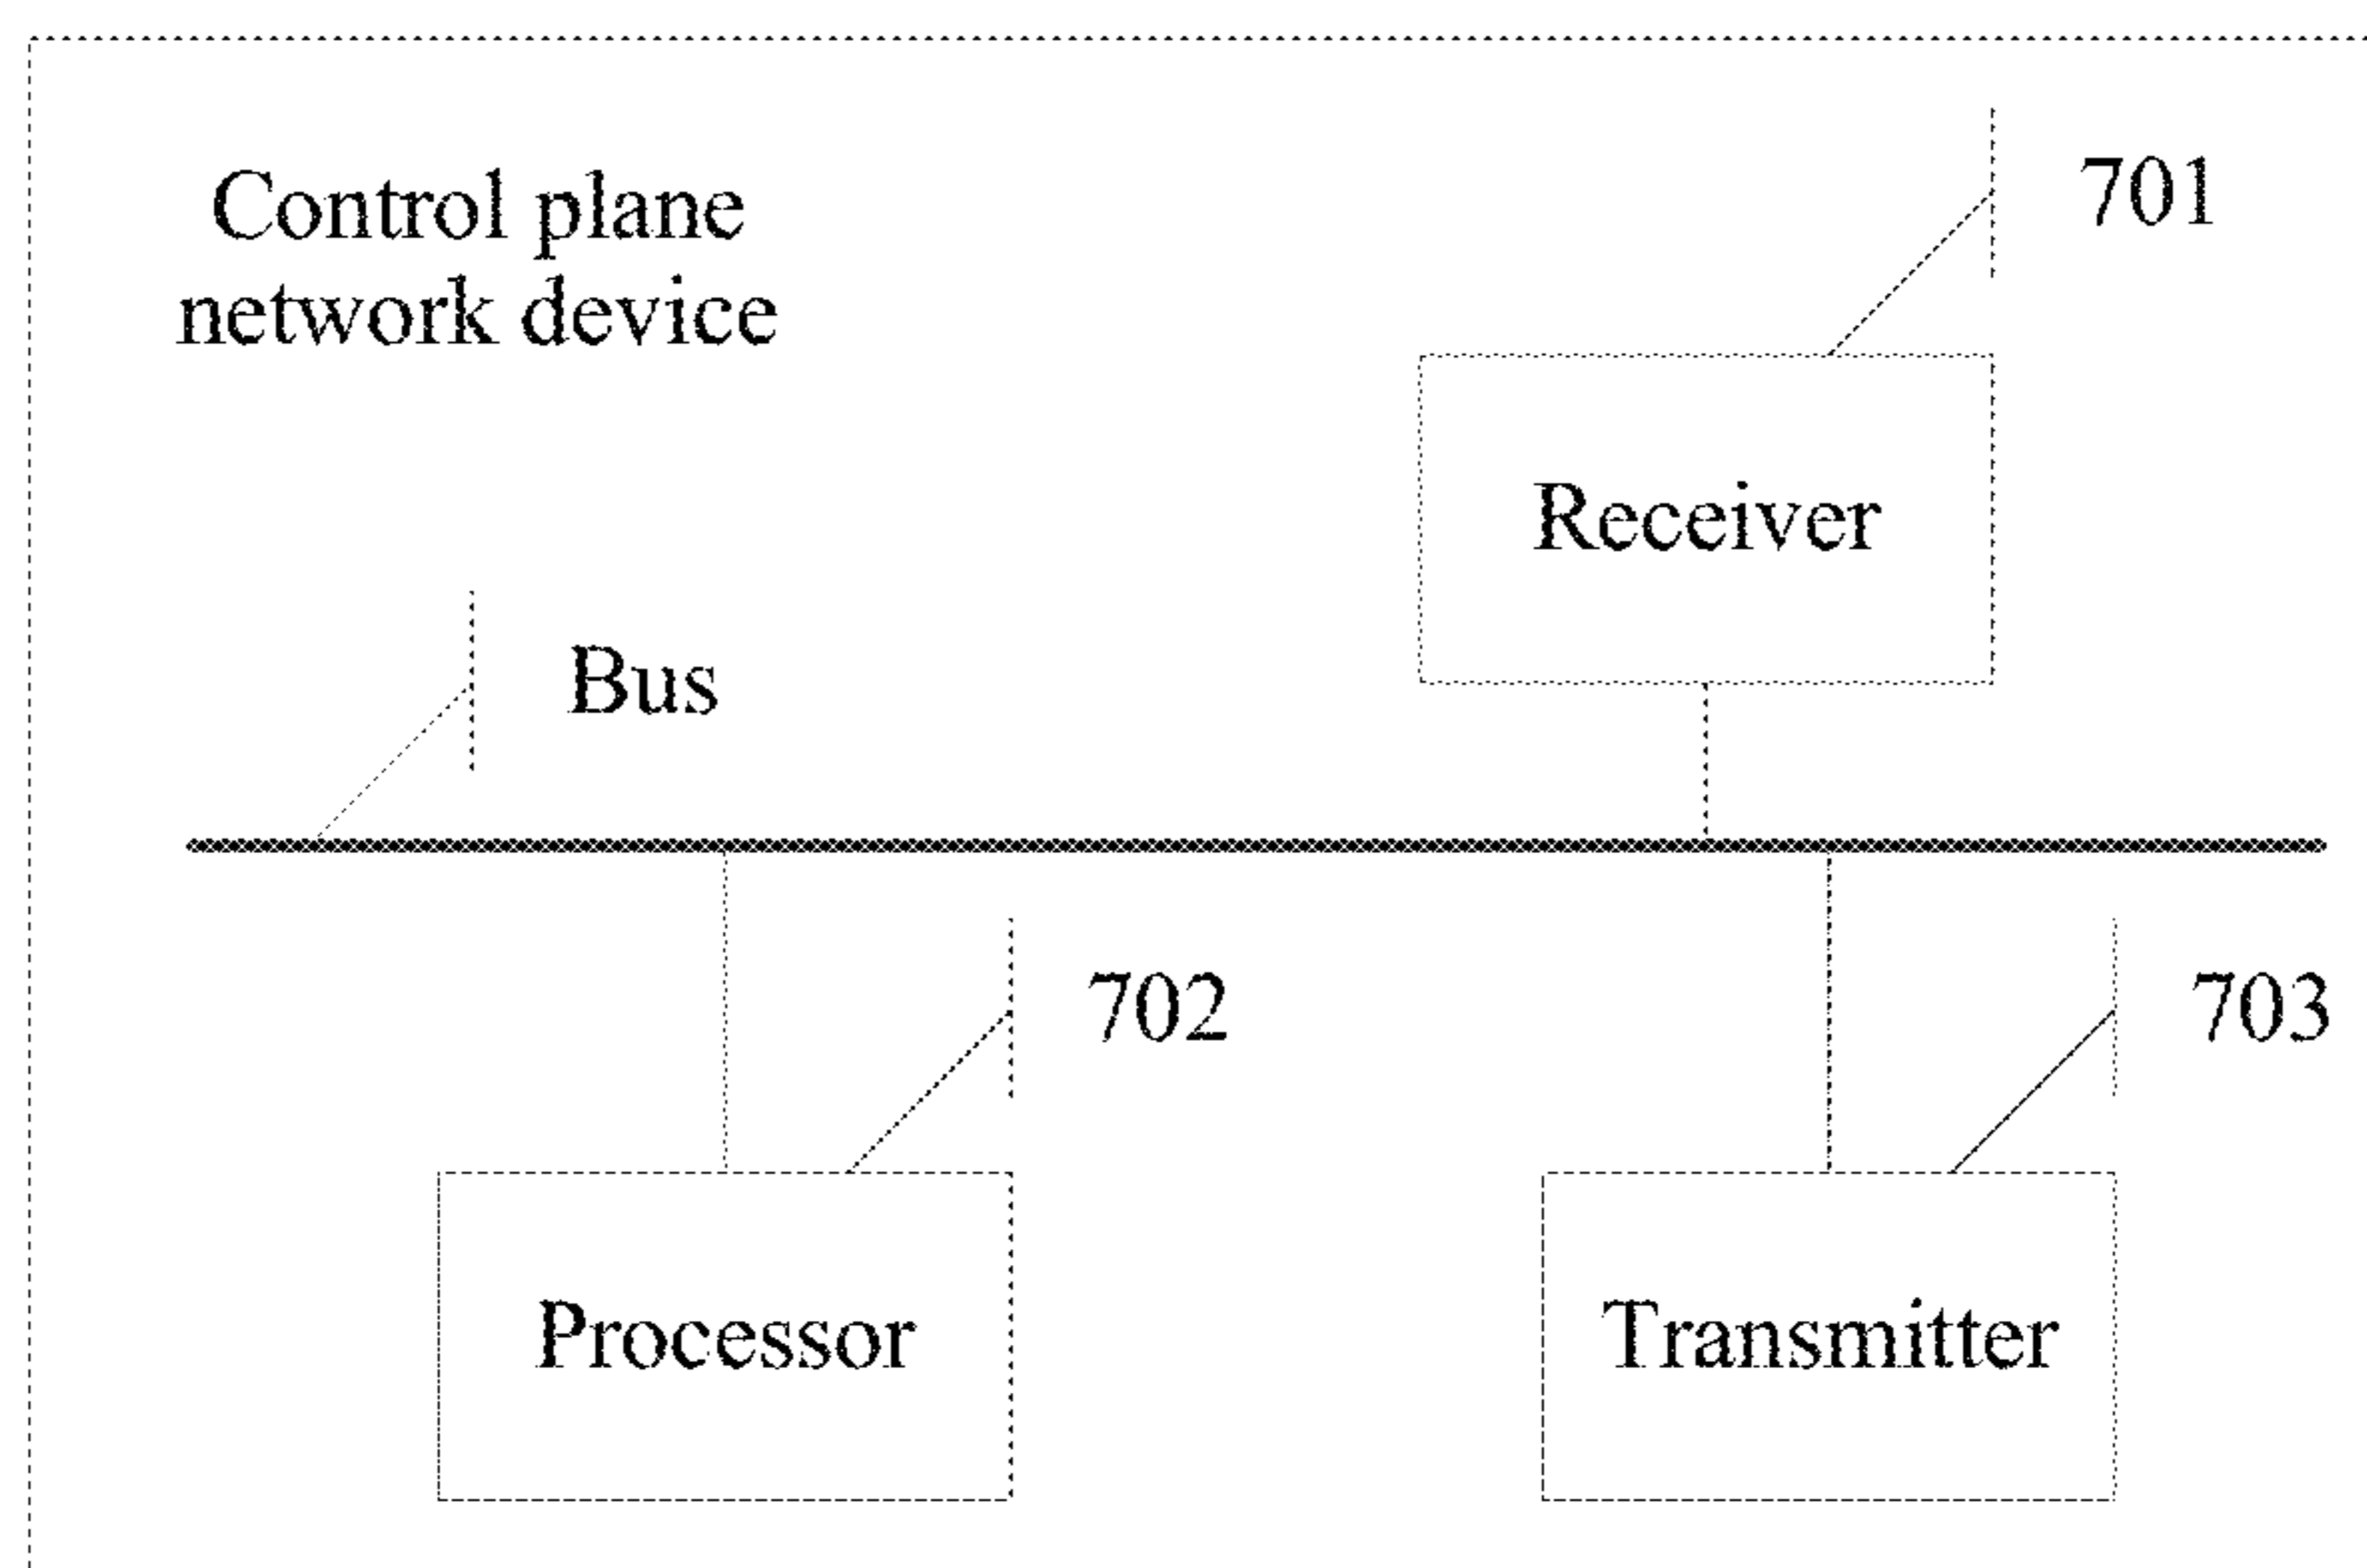 Control plane
network device
701
Receiver
Bus
702
703
Processor
Transmitter